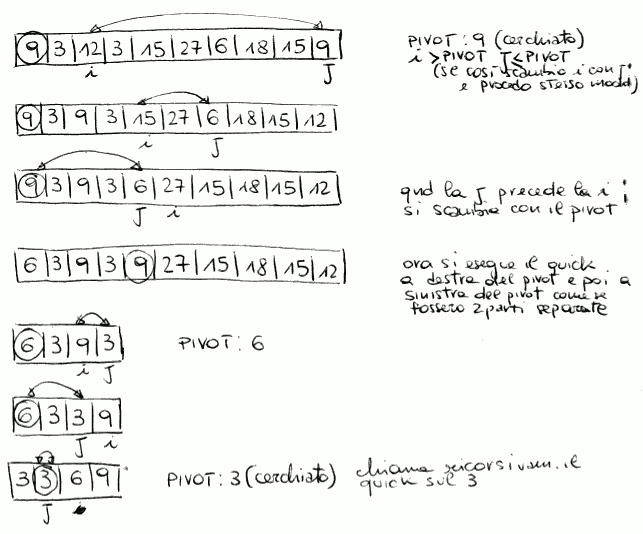 9|3|12|3|15|27|6|18|15|9
i J
PIVOT: 9 (cerchiato)
i >PIVOT J≤PIVOT
(se così scambio i con J
e procedo stesso modo)
9|3|9|3|15|27|6|18|15|12
i J
9|3|9|3|6|27|15|18|15|12
J i
qnd la J precede la i
si scambia con il pivot
6|3|9|3|9|27|15|18|15|12
ora si esegue il quick
a destra del pivot e poi a
sinistra del pivot come se
fossero 2 parti separate
6|3|9|3
i J
PIVOT: 6
6|3|3|9
J i
3|3|6|9
J
PIVOT: 3 (cerchiato)
chiama ricorsivam. il
quick sul 3